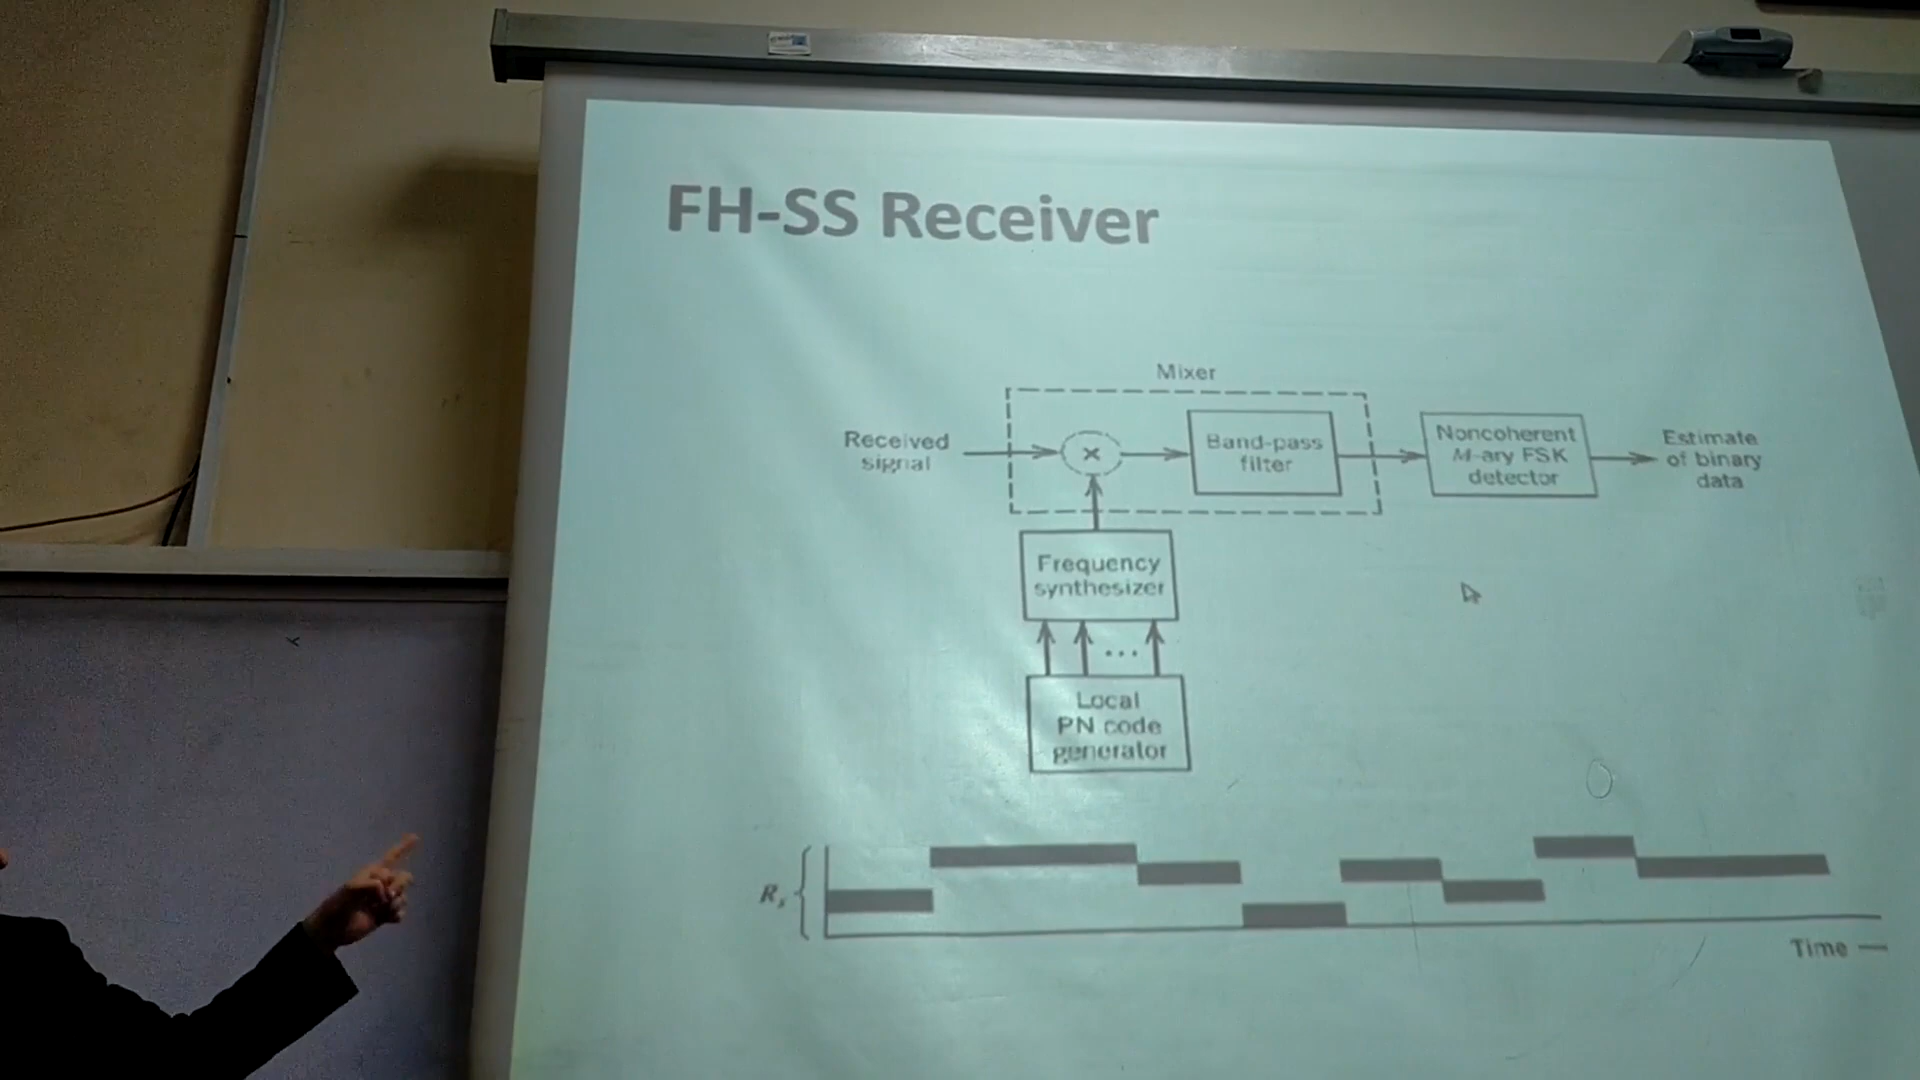 FH-SS Receiver
Mixer
Received
signal
×
Band-pass
filter
Noncoherent
M-ary FSK
detector
Estimate
of binary
data
Frequency
synthesizer
...
Local
PN code
generator
Rs
Time